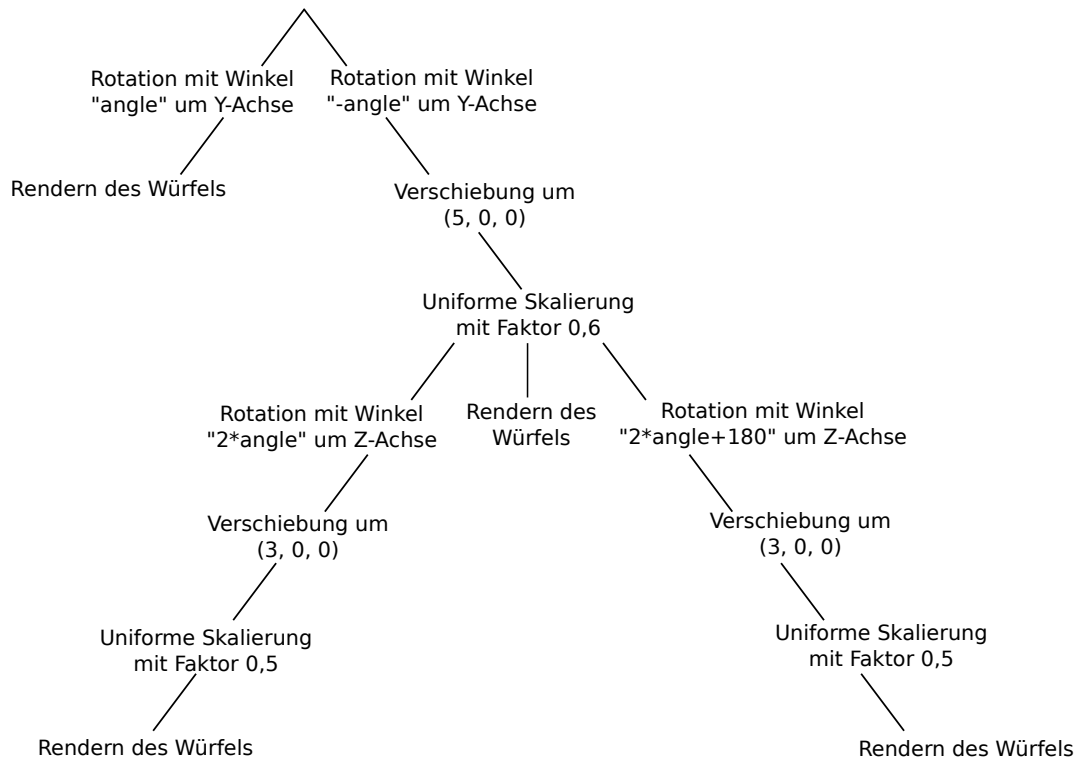 Rotation mit Winkel
"angle" um Y-Achse
Rotation mit Winkel
"-angle" um Y-Achse
Rendern des Würfels
Verschiebung um
(5, 0, 0)
Uniforme Skalierung
mit Faktor 0,6
Rotation mit Winkel
"2*angle" um Z-Achse
Rendern des
Würfels
Rotation mit Winkel
"2*angle+180" um Z-Achse
Verschiebung um
(3, 0, 0)
Verschiebung um
(3, 0, 0)
Uniforme Skalierung
mit Faktor 0,5
Uniforme Skalierung
mit Faktor 0,5
Rendern des Würfels
Rendern des Würfels